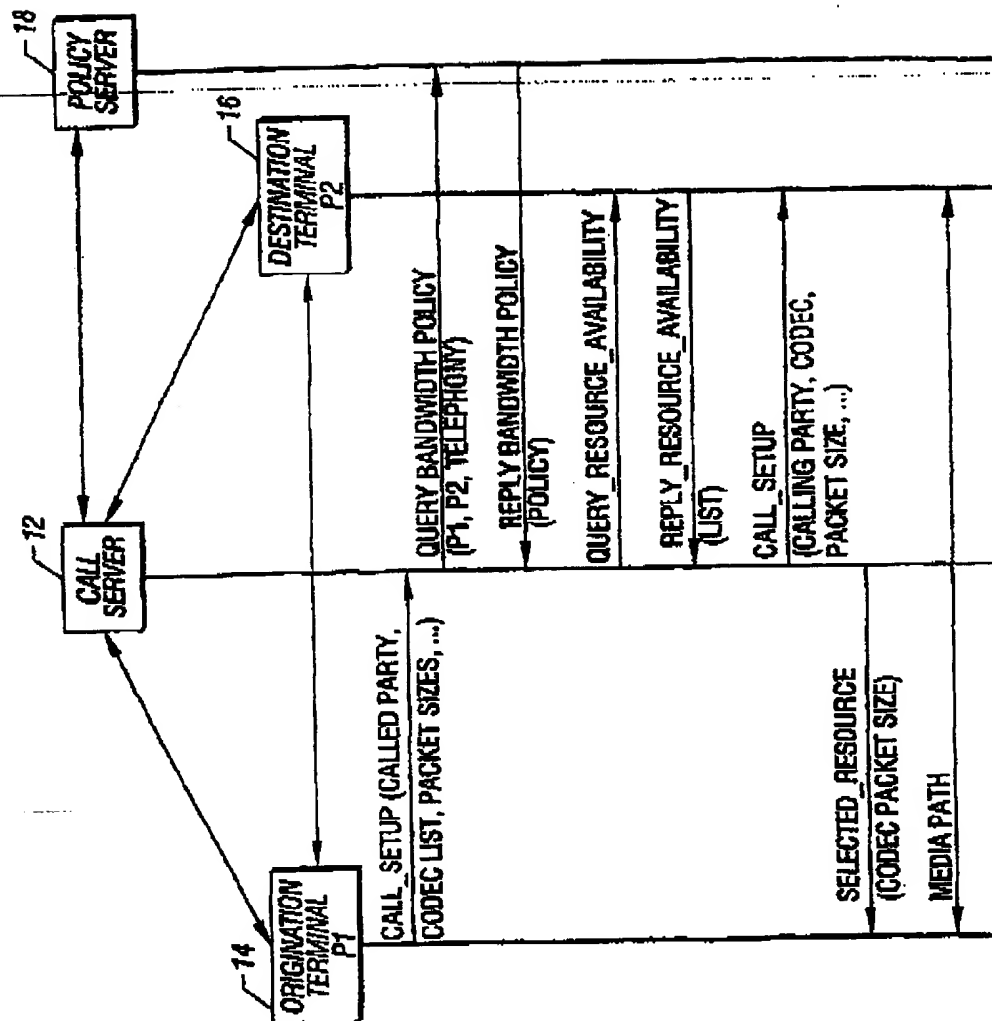 12
CALL
SERVER
18
POLICY
SERVER
14
ORIGINATION
TERMINAL
P1
16
DESTINATION
TERMINAL
P2
CALL_SETUP (CALLED PARTY,
CODEC LIST, PACKET SIZES, ...)
QUERY BANDWIDTH POLICY
(P1, P2, TELEPHONY)
REPLY BANDWIDTH POLICY
(POLICY)
QUERY_RESOURCE_AVAILABILITY
REPLY_RESOURCE_AVAILABILITY
(LIST)
CALL_SETUP
(CALLING PARTY, CODEC,
PACKET SIZE, ...)
SELECTED_RESOURCE
(CODEC PACKET SIZE)
MEDIA PATH